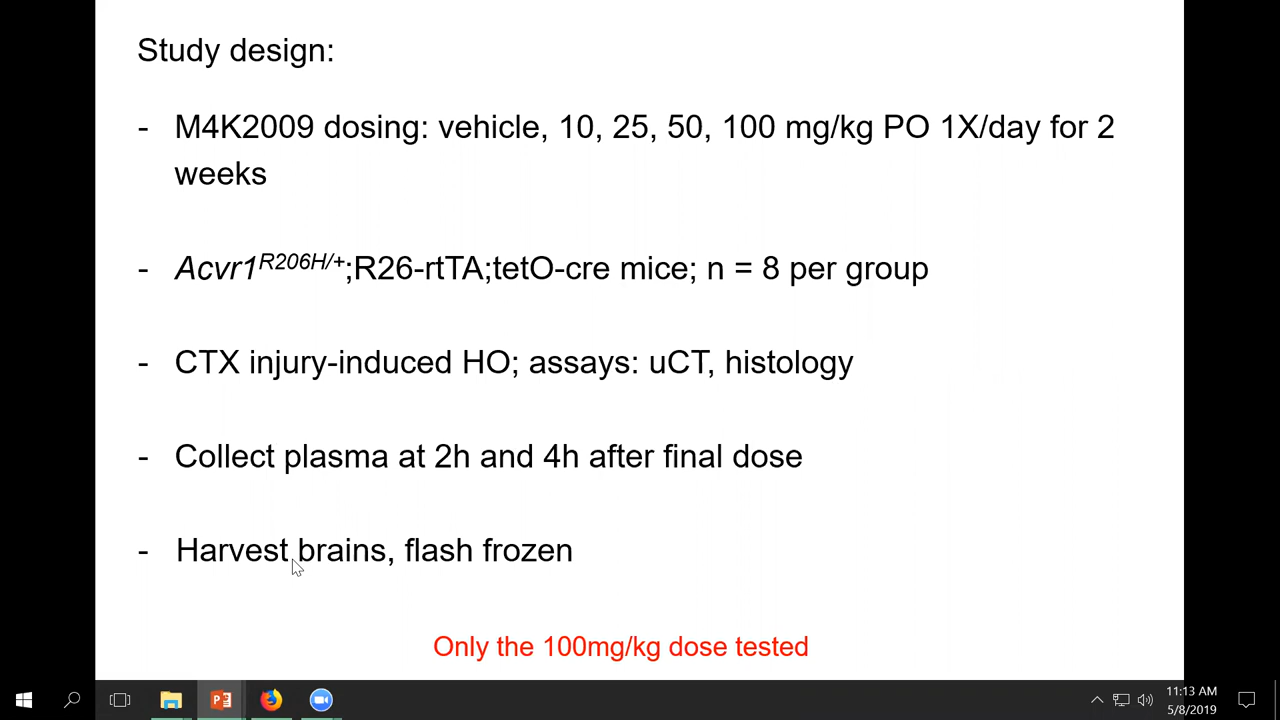 Study design:
- M4K2009 dosing: vehicle, 10, 25, 50, 100 mg/kg PO 1X/day for 2
weeks
- Acvr1R206H/+;R26-rtTA;tetO-cre mice; n = 8 per group
- CTX injury-induced HO; assays: uCT, histology
- Collect plasma at 2h and 4h after final dose
- Harvest brains, flash frozen
Only the 100mg/kg dose tested
11:13 AM
5/8/2019